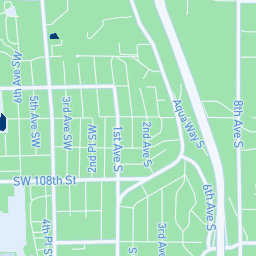 6th Ave SW
5th Ave SW
3rd Ave SW
2nd Pl SW
1st Ave S
2nd Ave S
Aqua Way S
8th Ave S
SW 108th St
6th Ave S
4th Pl S
S
3rd Ave